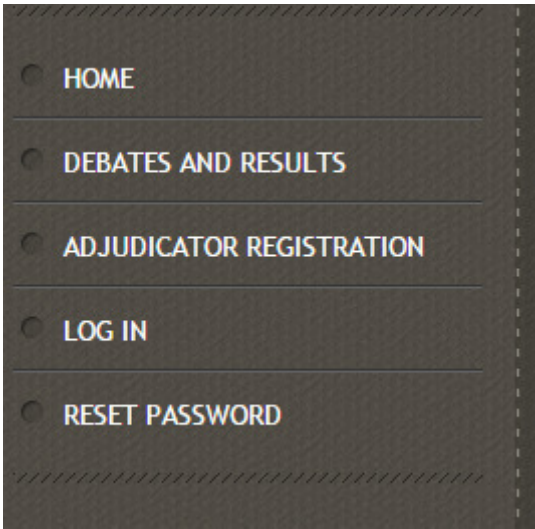 HOME
DEBATES AND RESULTS
ADJUDICATOR REGISTRATION
LOG IN
RESET PASSWORD